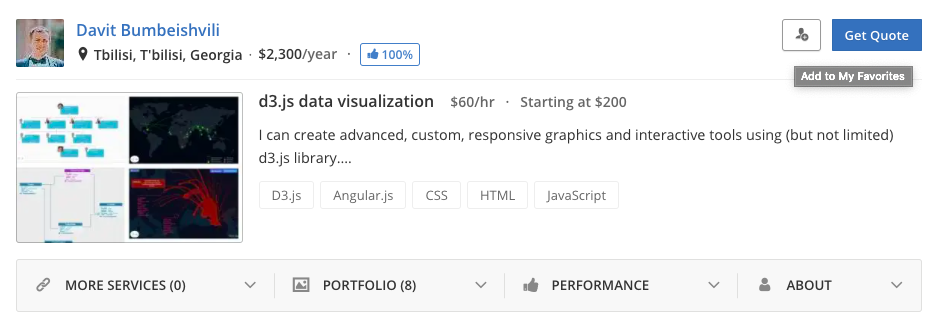 Davit Bumbeishvili
Tbilisi, T'bilisi, Georgia · $2,300/year · 100%
Get Quote
Add to My Favorites
d3.js data visualization $60/hr · Starting at $200
I can create advanced, custom, responsive graphics and interactive tools using (but not limited)
d3.js library....
D3.js Angular.js CSS HTML JavaScript
MORE SERVICES (0) PORTFOLIO (8) PERFORMANCE ABOUT